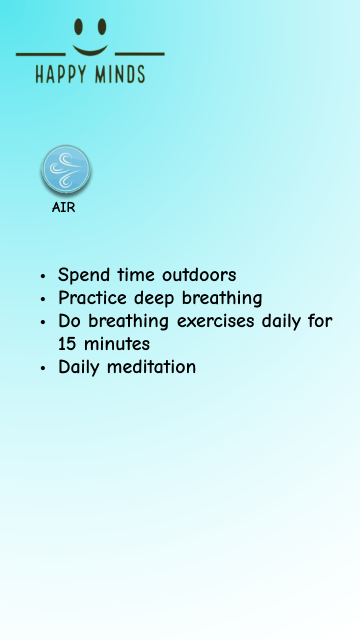 HAPPY MINDS
AIR
• Spend time outdoors
• Practice deep breathing
• Do breathing exercises daily for
15 minutes
• Daily meditation